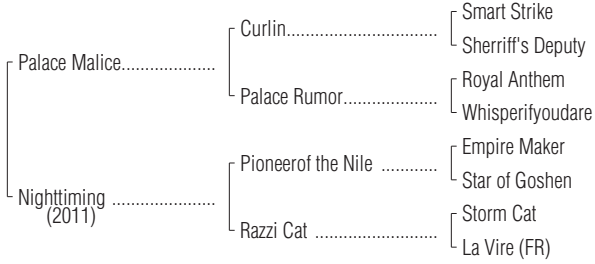 Smart Strike
Curlin....................................
Sherriff's Deputy
Palace Malice.....................
Royal Anthem
Palace Rumor......................
Whisperifyoudare
Empire Maker
Pioneerof the Nile .............
Star of Goshen
Nighttiming .......................
(2011)
Storm Cat
Razzi Cat ............................
La Vire (FR)